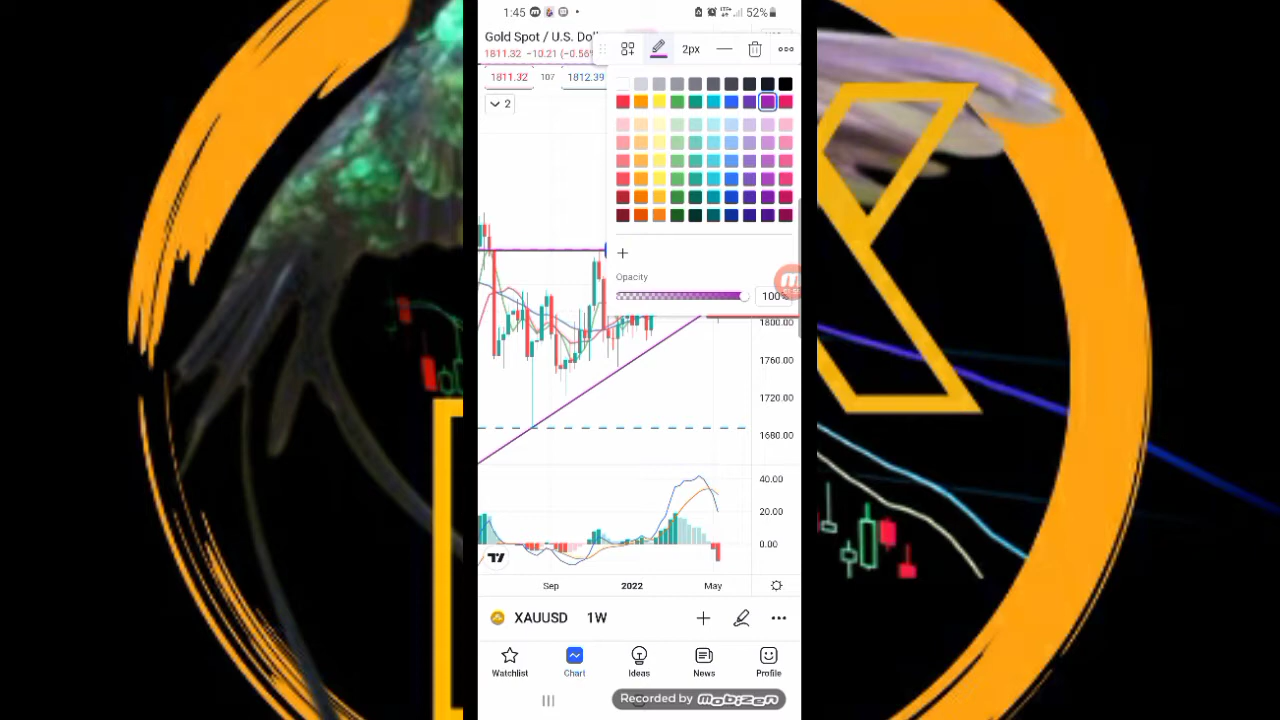 1:45
52%
Gold Spot / U.S. Doll
2px
1811.32 −10.21 (−0.56%
1811.32 107 1812.39
2
Opacity
100%
1800.00
1760.00
1720.00
1680.00
40.00
20.00
0.00
Sep 2022 May
XAUUSD 1W
Watchlist Chart Ideas News Profile
Recorded by Mobizen